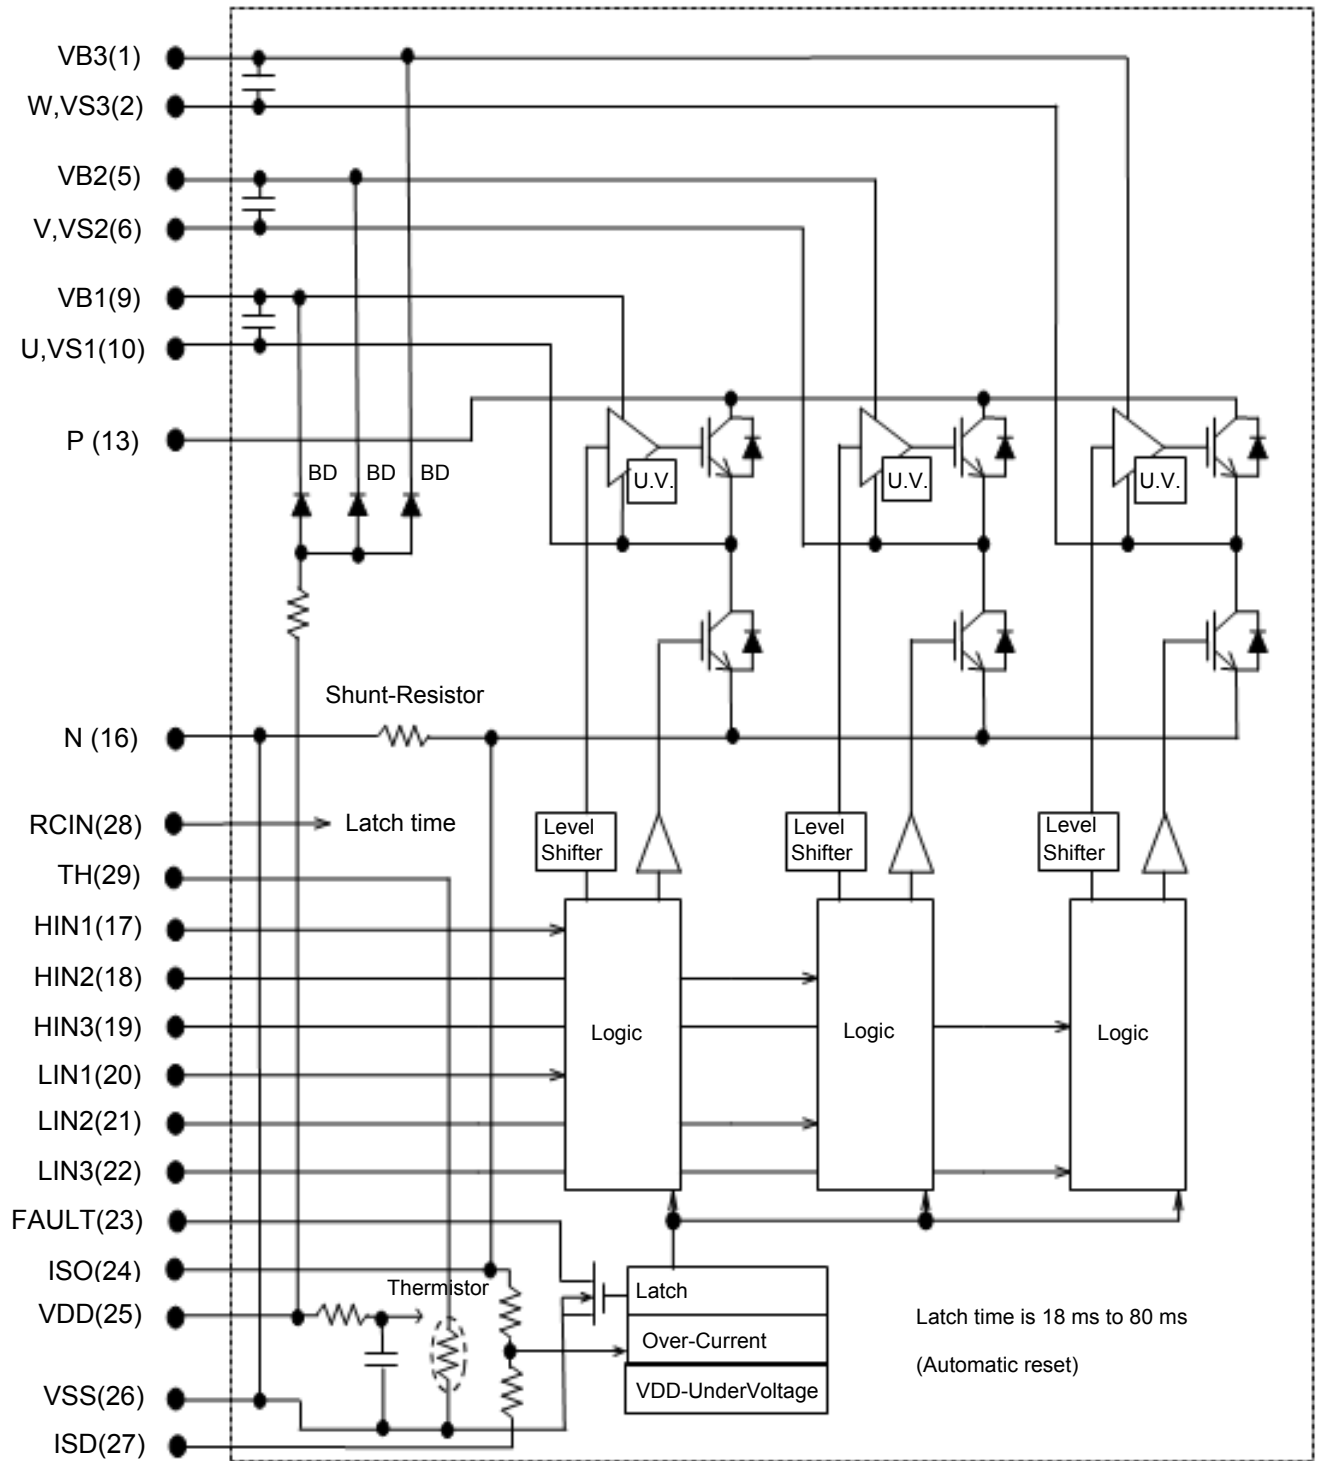 VB3(1)
W,VS3(2)
VB2(5)
V,VS2(6)
VB1(9)
U,VS1(10)
P (13)
BD
BD
BD
U.V.
U.V.
U.V.
Shunt-Resistor
N (16)
RCIN(28)
Latch time
Level
Shifter
Level
Shifter
Level
Shifter
TH(29)
HIN1(17)
HIN2(18)
HIN3(19)
Logic
Logic
Logic
LIN1(20)
LIN2(21)
LIN3(22)
FAULT(23)
ISO(24)
Thermistor
Latch
VDD(25)
Latch time is 18 ms to 80 ms
Over-Current
(Automatic reset)
VDD-UnderVoltage
VSS(26)
ISD(27)